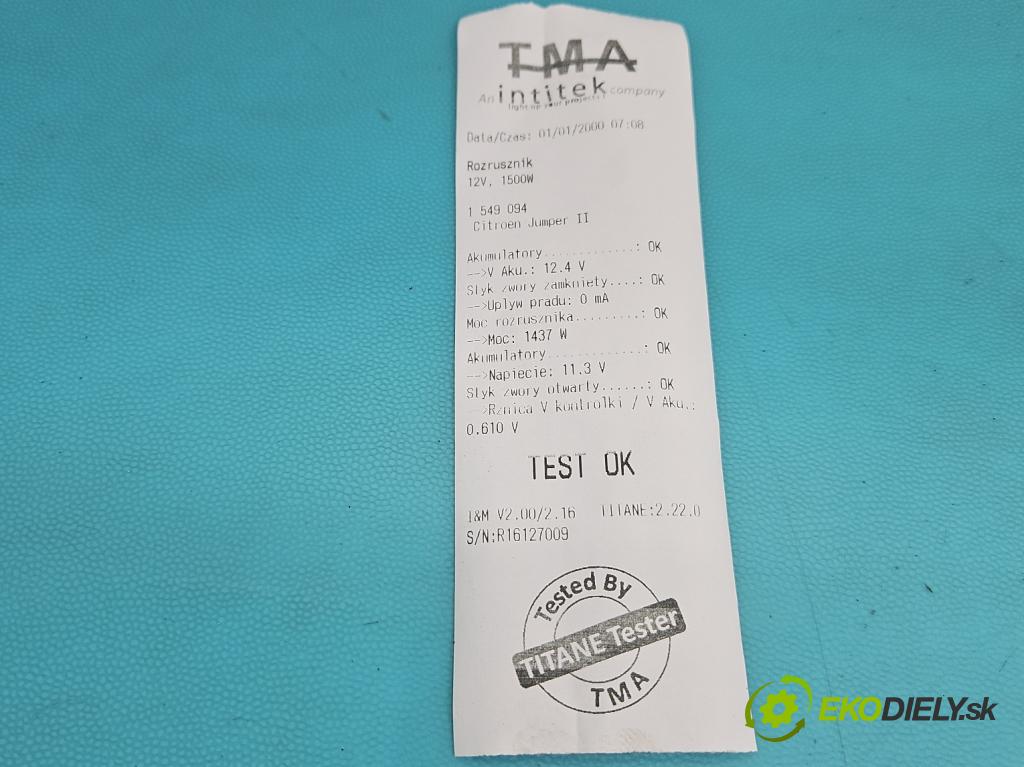 TMA
An intitek company
light up your projects!
Data/Czas: 01/01/2000 07:08
Rozrusznik
12V, 1500W
1 549 094
Citroen Jumper II
Akumulatory.............: OK
-->V Aku.: 12.4 V
Styk zwory zamkniety....: OK
-->Uplyw pradu: 0 mA
Moc rozrusznika.........: OK
-->Moc: 1437 W
Akumulatory.............: OK
-->Napiecie: 11.3 V
Styk zwory otwarty......: OK
-->Rznica V kontrolki / V Aku.:
0.610 V
TEST OK
I&M V2.00/2.16 TITANE:2.22.0
S/N:R16127009
Tested By
TITANE Tester
TMA
EKODIELY.sk